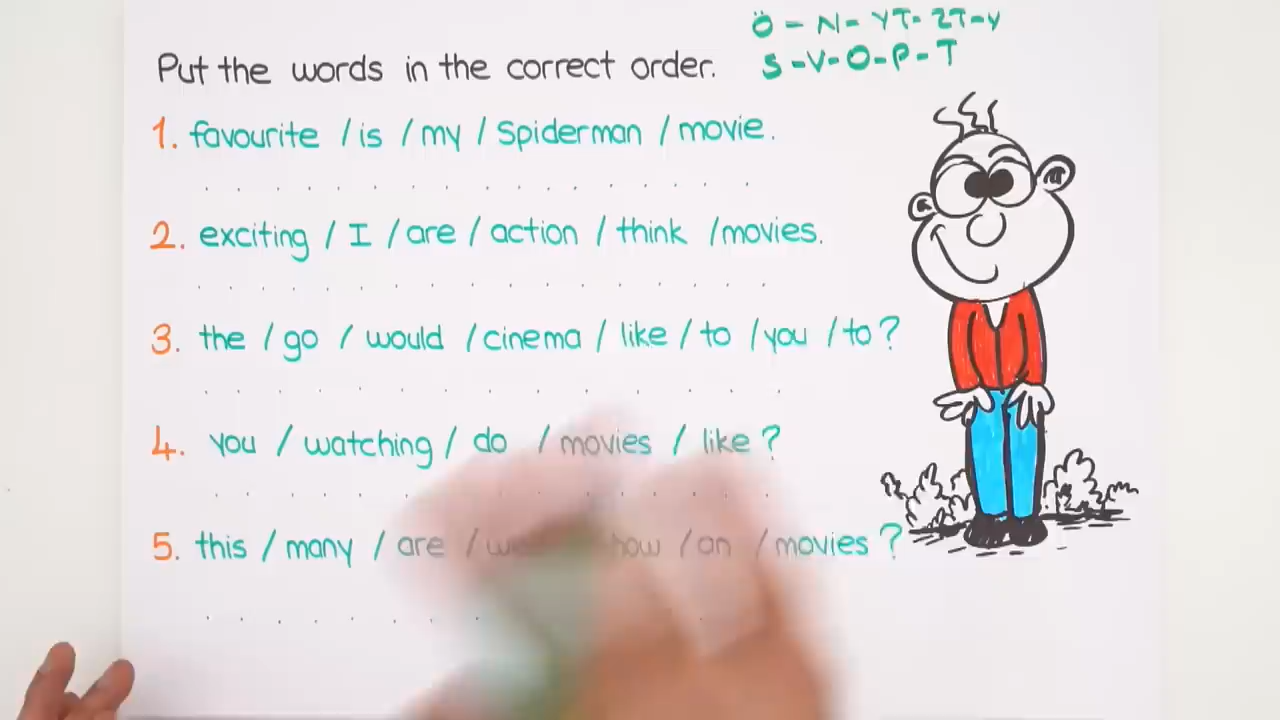 Ö - N - YT - ZT - Y
Put the words in the correct order. S - V - O - P - T
1. favourite / is / my / Spiderman / movie.
2. exciting / I / are / action / think / movies.
3. the / go / would / cinema / like / to / you / to ?
4. you / watching / do / movies / like ?
5. this / many / are / how / on / movies ?